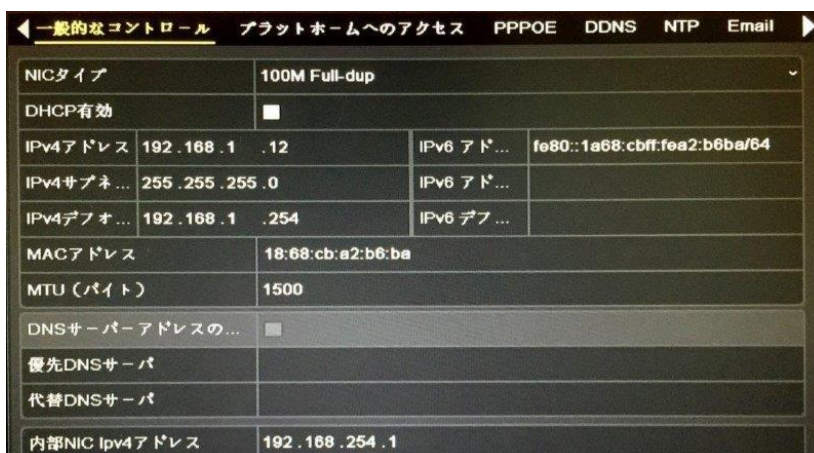 一般的なコントロール プラットホームへのアクセス PPPOE DDNS NTP Email
NICタイプ 100M Full-dup
DHCP有効
IPv4アドレス 192.168.1.12 IPv6 アド... fe80::1a68:cbff:fea2:b6ba/64
IPv4サブネ... 255.255.255.0 IPv6 アド...
IPv4デフォ... 192.168.1.254 IPv6 デフ...
MACアドレス 18:68:cb:a2:b6:ba
MTU(バイト) 1500
DNSサーバーアドレスの...
優先DNSサーバ
代替DNSサーバ
内部NIC Ipv4アドレス 192.168.254.1